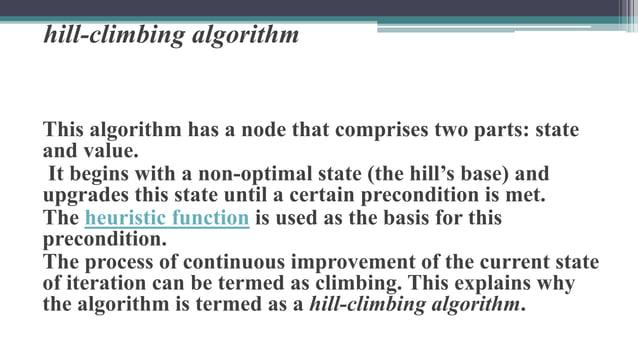 hill-climbing algorithm
This algorithm has a node that comprises two parts: state
and value.
It begins with a non-optimal state (the hill’s base) and
upgrades this state until a certain precondition is met.
The heuristic function is used as the basis for this
precondition.
The process of continuous improvement of the current state
of iteration can be termed as climbing. This explains why
the algorithm is termed as a hill-climbing algorithm.